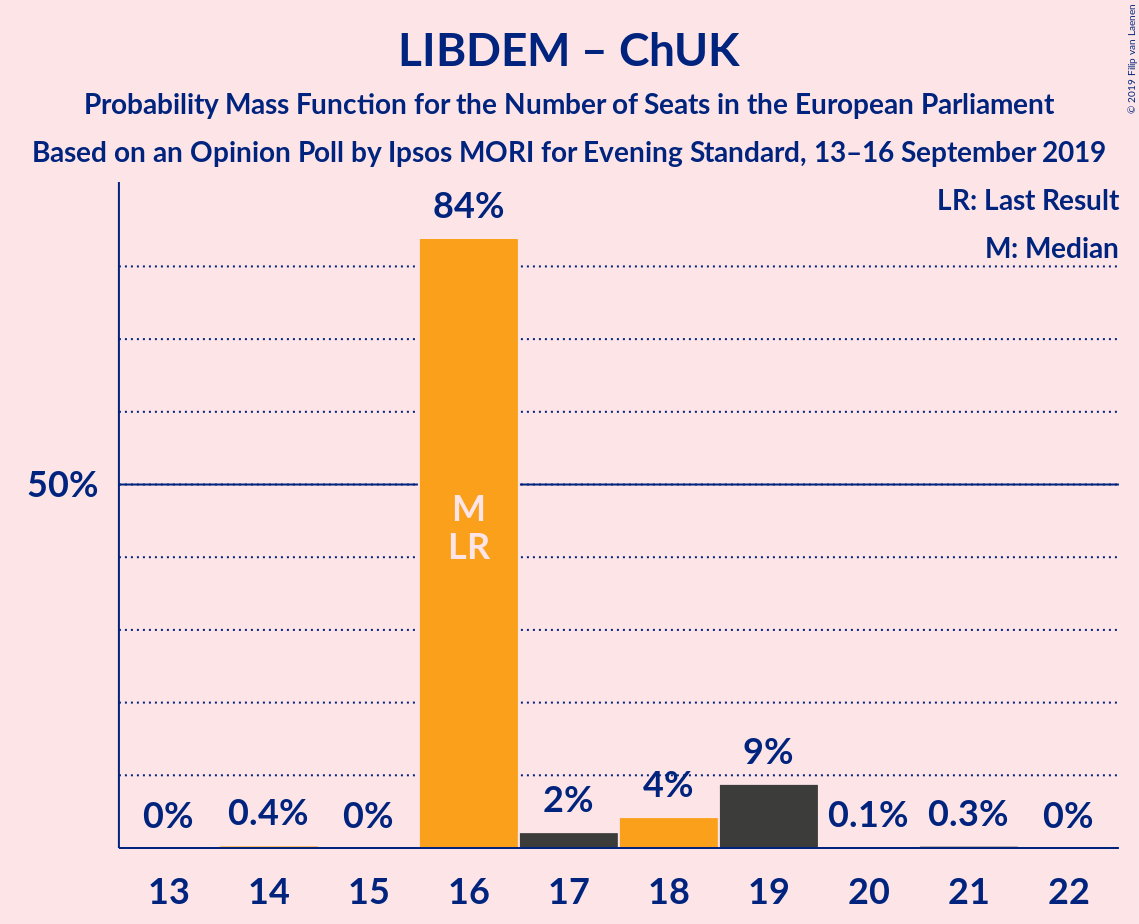 LIBDEM – ChUK
Probability Mass Function for the Number of Seats in the European Parliament
Based on an Opinion Poll by Ipsos MORI for Evening Standard, 13–16 September 2019
© 2019 Filip van Laenen
LR: Last Result
M: Median
84%
50%
M
LR
9%
4%
2%
0%
0.4%
0%
0.1%
0.3%
0%
13 14 15 16 17 18 19 20 21 22